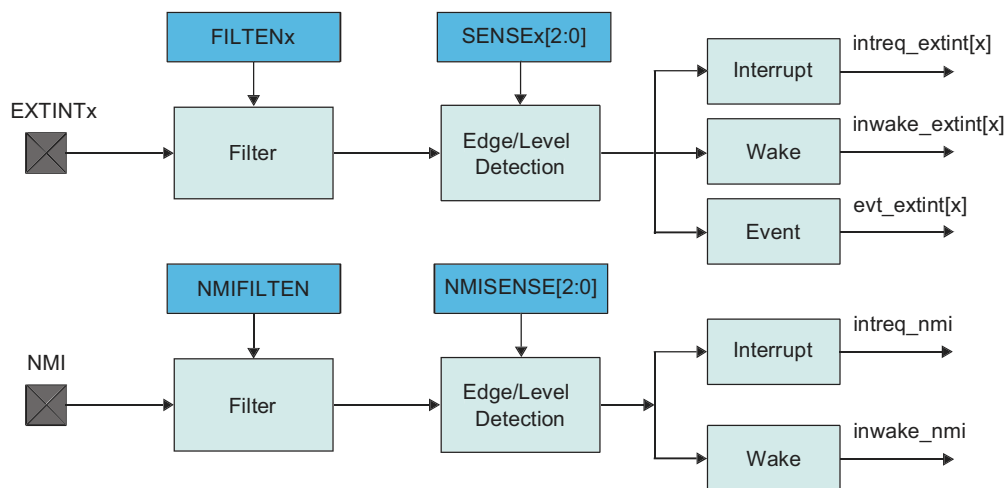 FILTENx
SENSEx[2:0]
EXTINTx
Filter
Edge/Level
Detection
Interrupt
intreq_extint[x]
Wake
inwake_extint[x]
Event
evt_extint[x]
NMIFILTEN
NMISENSE[2:0]
NMI
Filter
Edge/Level
Detection
Interrupt
intreq_nmi
Wake
inwake_nmi